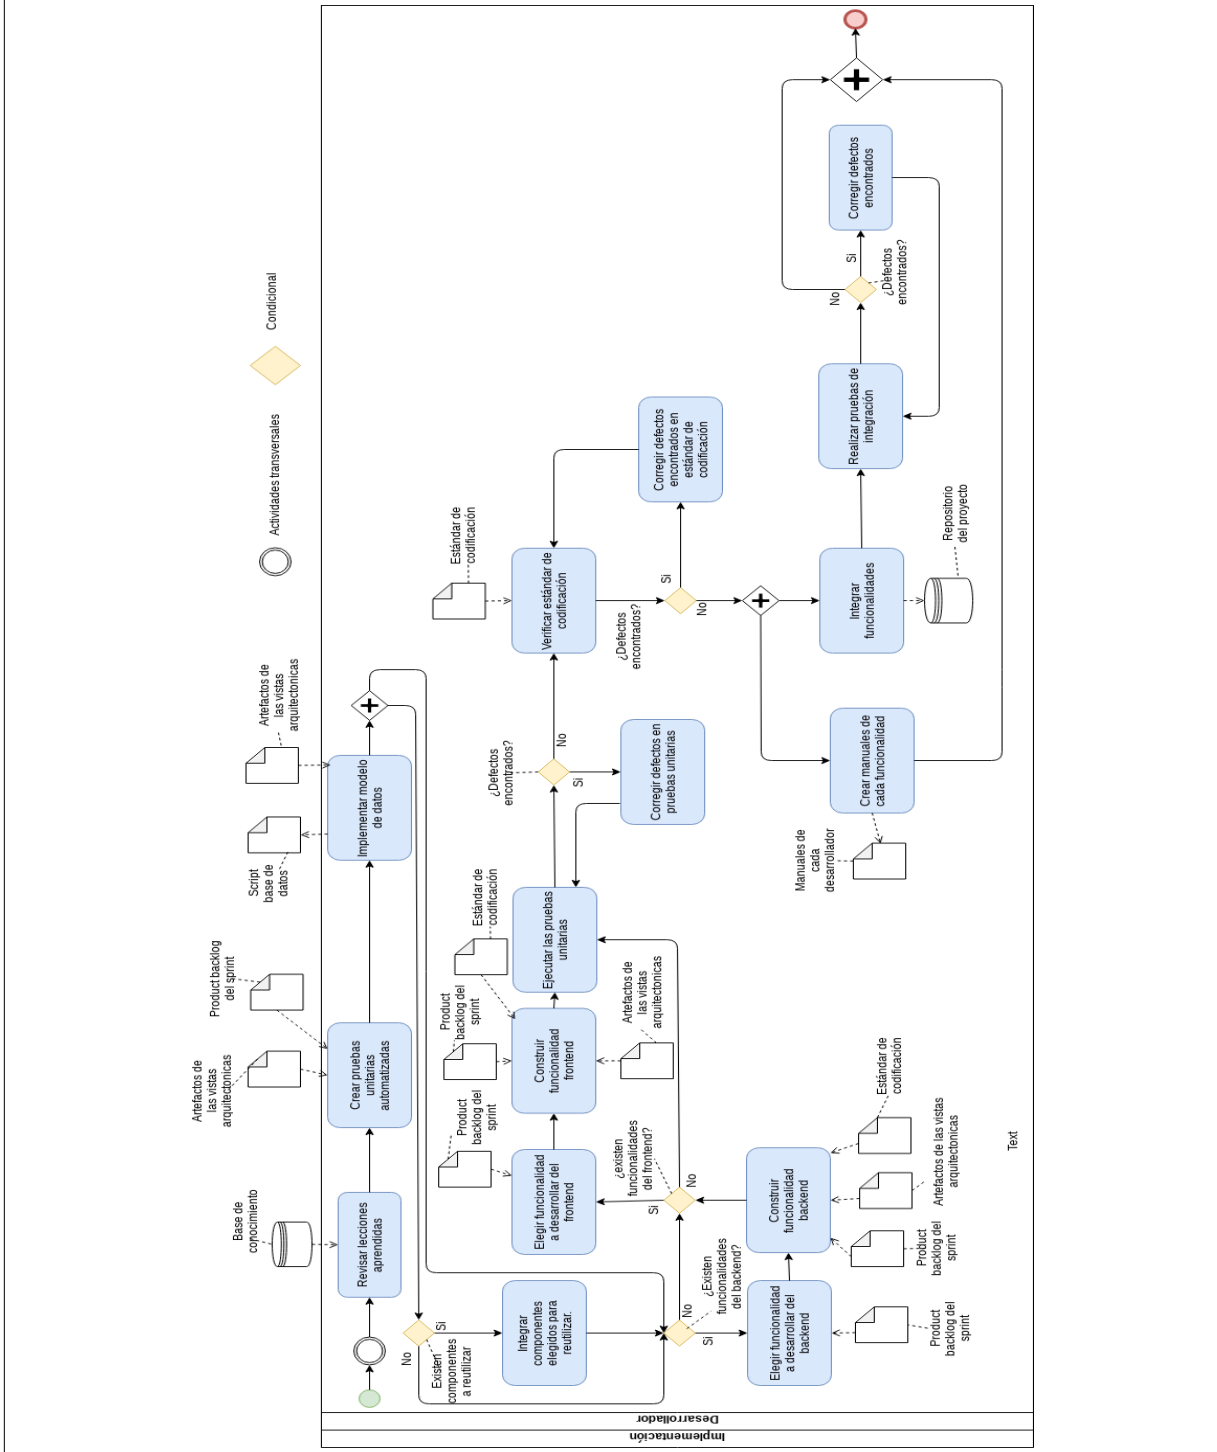 Condicional
Actividades transversales
Artefactos de
las vistas
arquitectonicas
Script
base de
datos
Product backlog
del sprint
Artefactos de
las vistas
arquitectonicas
Base de
conocimiento
Revisar lecciones
aprendidas
Crear pruebas
unitarias
automatizadas
Implementar modelo
de datos
Existen
componentes
a reutilizar
No
Si
Integrar
componentes
elegidos para
reutilizar.
¿Existen
funcionalidades
del backend?
No
Si
Elegir funcionalidad
a desarrollar del
backend
Product
backlog del
sprint
Construir
funcionalidad
backend
Product
backlog del
sprint
Artefactos de las vistas
arquitectonicas
Estándar de
codificación
¿existen
funcionalidades
del frontend?
Si
No
Elegir funcionalidad
a desarrollar del
frontend
Product
backlog del
sprint
Construir
funcionalidad
frontend
Product
backlog del
sprint
Estándar de
codificación
Artefactos de
las vistas
arquitectonicas
Ejecutar las pruebas
unitarias
¿Defectos
encontrados?
No
Si
Corregir defectos en
pruebas unitarias
Verificar estándar de
codificación
Estándar de
codificación
¿Defectos
encontrados?
Si
No
Corregir defectos
encontrados en
estándar de
codificación
Crear manuales de
cada funcionalidad
Manuales de
cada
desarrollador
Integrar
funcionalidades
Repositorio
del proyecto
Realizar pruebas de
integración
¿Defectos
encontrados?
No
Si
Corregir defectos
encontrados
Text
Desarrollador
Implementación